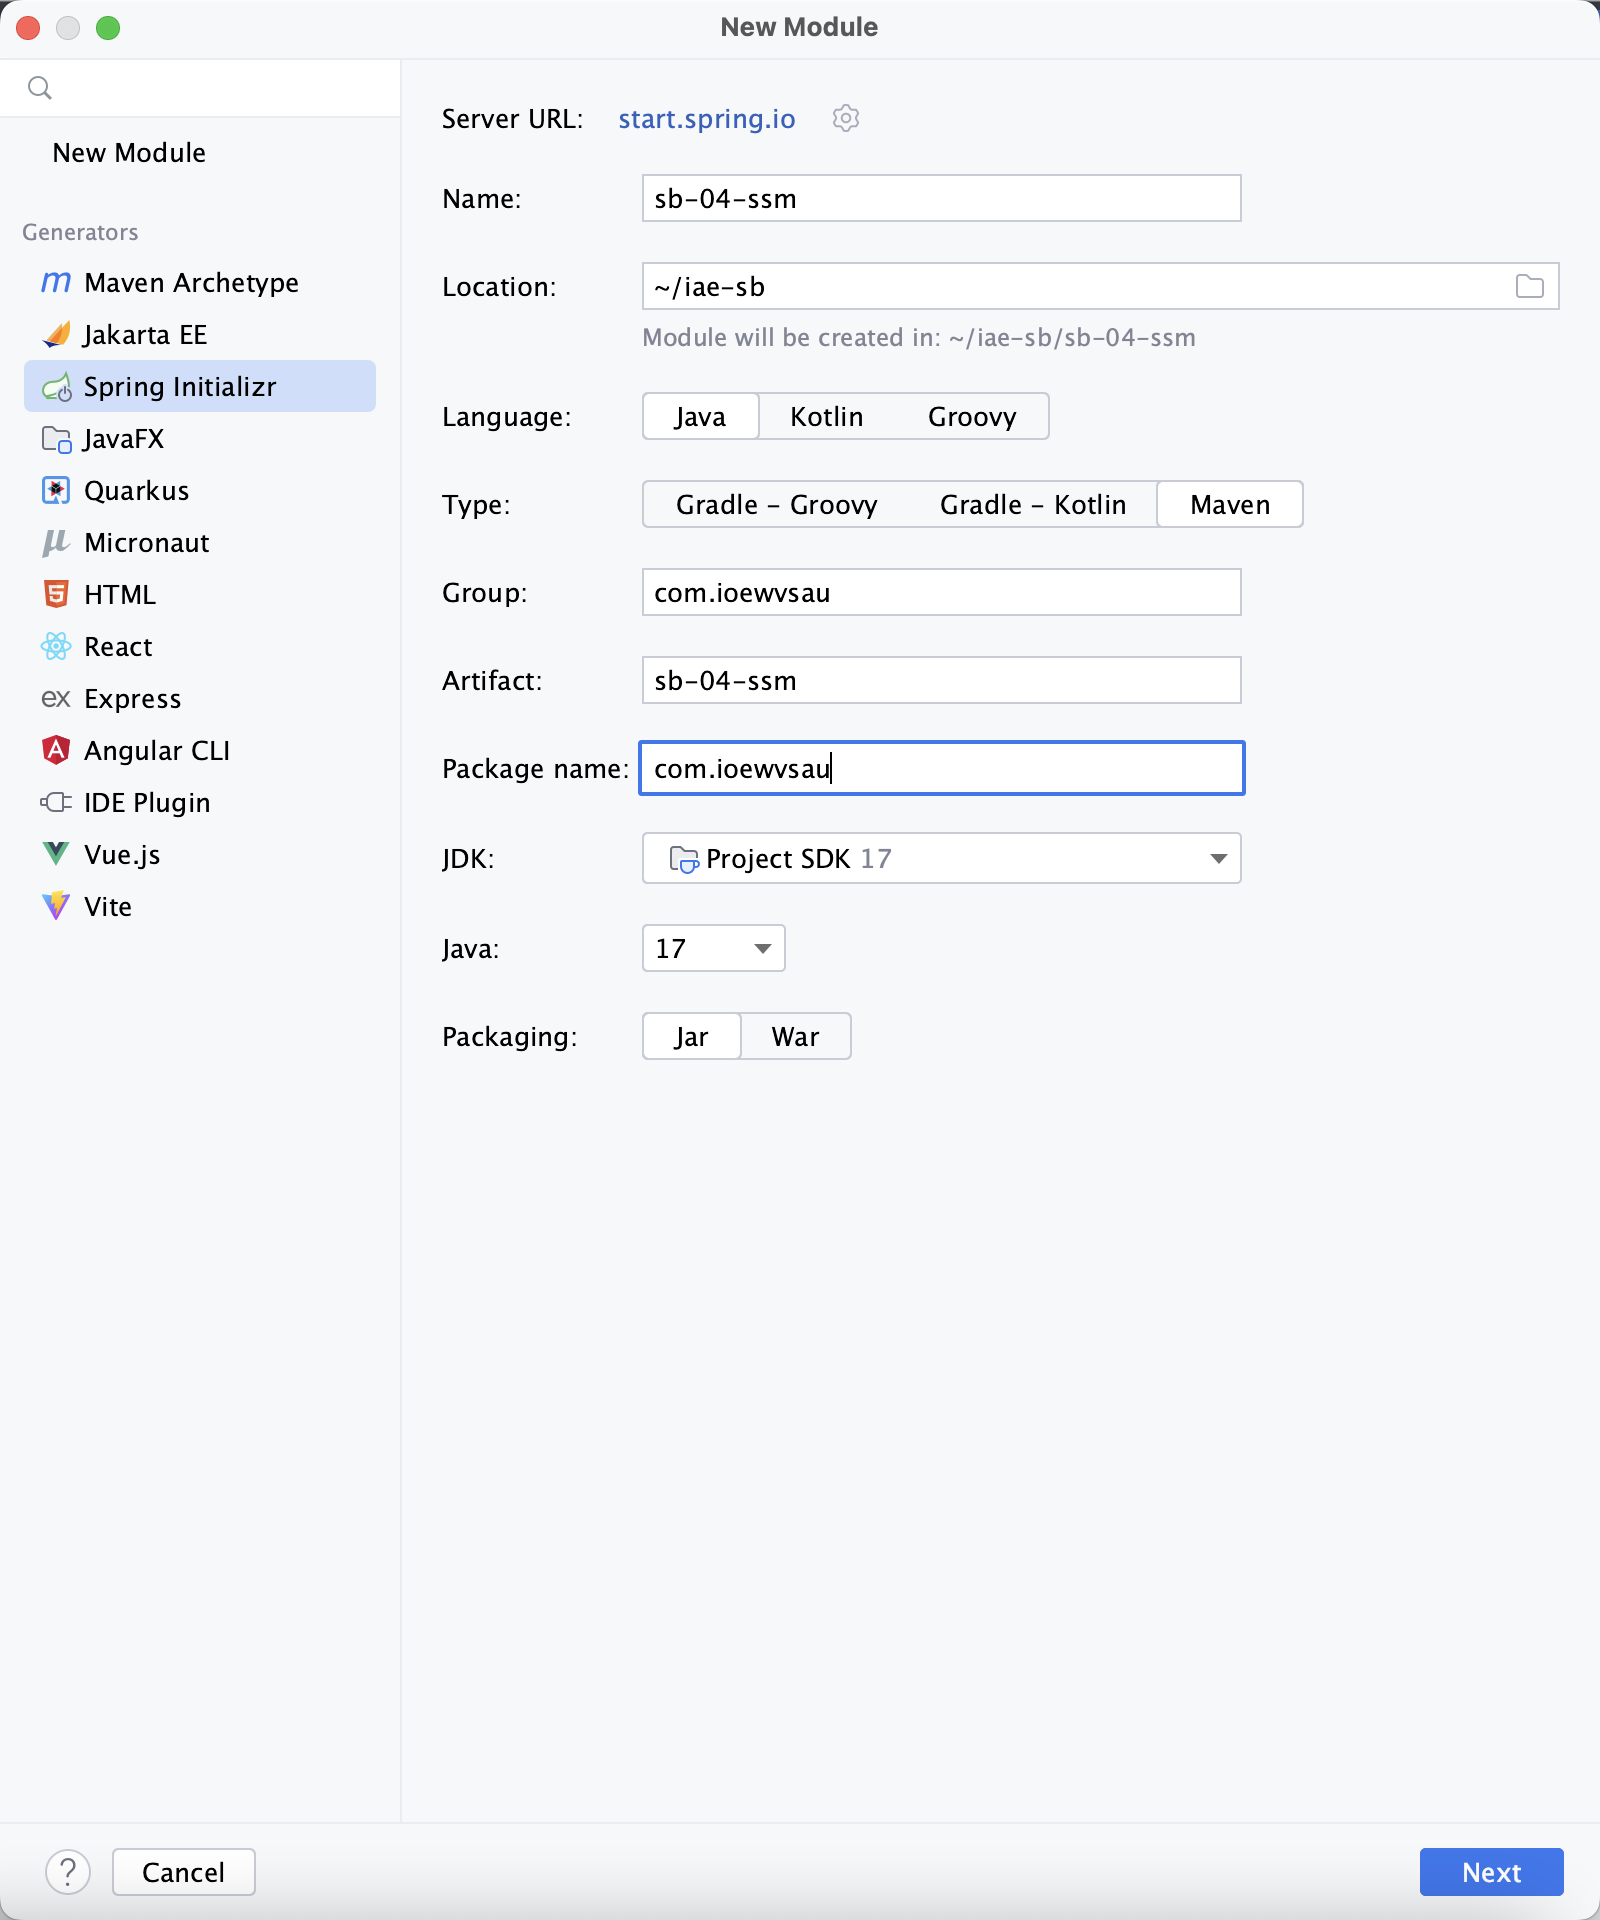 New Module
New Module
Generators
Maven Archetype
Jakarta EE
Spring Initializr
JavaFX
Quarkus
Micronaut
HTML
React
Express
Angular CLI
IDE Plugin
Vue.js
Vite
Server URL: start.spring.io
Name: sb-04-ssm
Location: ~/iae-sb
Module will be created in: ~/iae-sb/sb-04-ssm
Language: Java Kotlin Groovy
Type: Gradle - Groovy Gradle - Kotlin Maven
Group: com.ioewvsau
Artifact: sb-04-ssm
Package name: com.ioewvsau
JDK: Project SDK 17
Java: 17
Packaging: Jar War
? Cancel Next